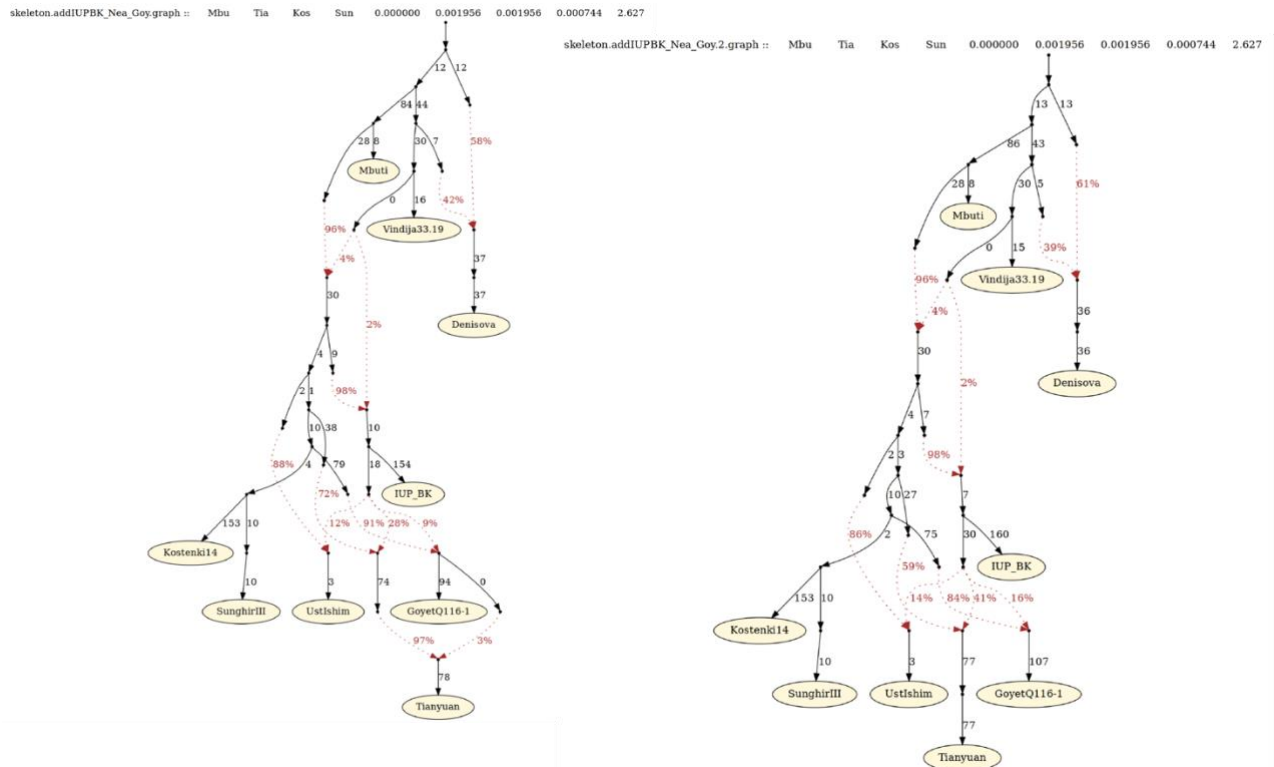 skeleton.addIUPBK_Nea_Goy.graph :: Mbu Tia Kos Sun 0.000000 0.001956 0.001956 0.000744 2.627
12 12
84 44
28 8 30 7 58%
Mbuti
0 16 42%
Vindija33.19
96%
4% 37
30 37
2% Denisova
4 9
2 1 98%
10 38 10
88% 4 79 18 154
72% IUP_BK
153 10 12% 91% 28% 9%
Kostenki14
10 3 74 94 0
SunghirIII UstIshim GoyetQ116-1
97% 3%
78
Tianyuan
skeleton.addIUPBK_Nea_Goy.2.graph :: Mbu Tia Kos Sun 0.000000 0.001956 0.001956 0.000744 2.627
13 13
86 43
28 8 30 5 61%
Mbuti
0 15 39%
Vindija33.19
96%
4% 36
30 36
2% Denisova
4 7
2 3 98%
10 27 7
86% 2 75 30 160
59% IUP_BK
153 10 14% 84% 41% 16%
Kostenki14
10 3 77 107
SunghirIII UstIshim GoyetQ116-1
77
Tianyuan